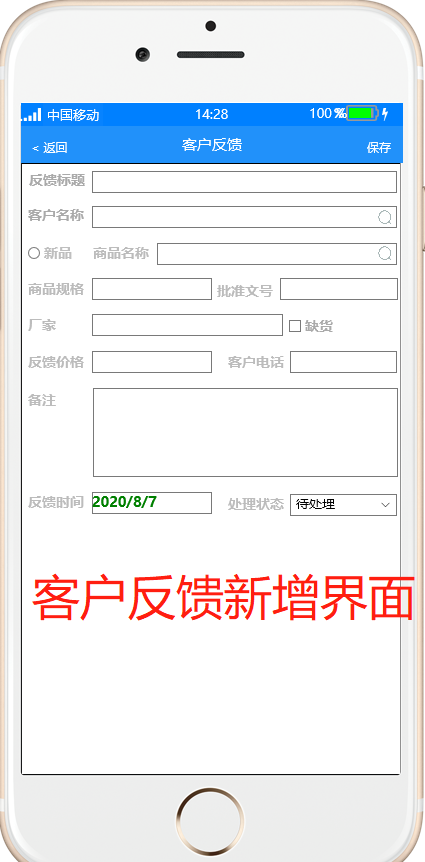 中国移动 14:28 100%
< 返回 客户反馈 保存
反馈标题
客户名称
新品 商品名称
商品规格 批准文号
厂家 缺货
反馈价格 客户电话
备注
反馈时间 2020/8/7 处理状态 待处理
客户反馈新增界面